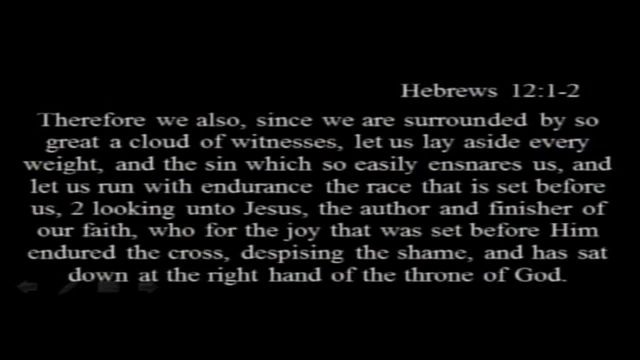 Hebrews 12:1-2
Therefore we also, since we are surrounded by so
great a cloud of witnesses, let us lay aside every
weight, and the sin which so easily ensnares us, and
let us run with endurance the race that is set before
us, 2 looking unto Jesus, the author and finisher of
our faith, who for the joy that was set before Him
endured the cross, despising the shame, and has sat
down at the right hand of the throne of God.